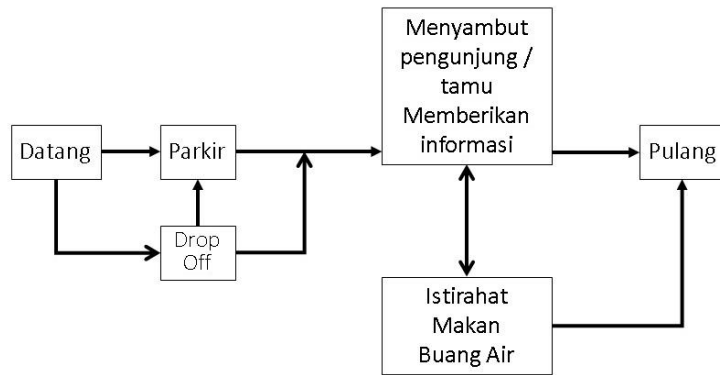 Datang
Parkir
Drop
Off
Menyambut
pengunjung /
tamu
Memberikan
informasi
Istirahat
Makan
Buang Air
Pulang